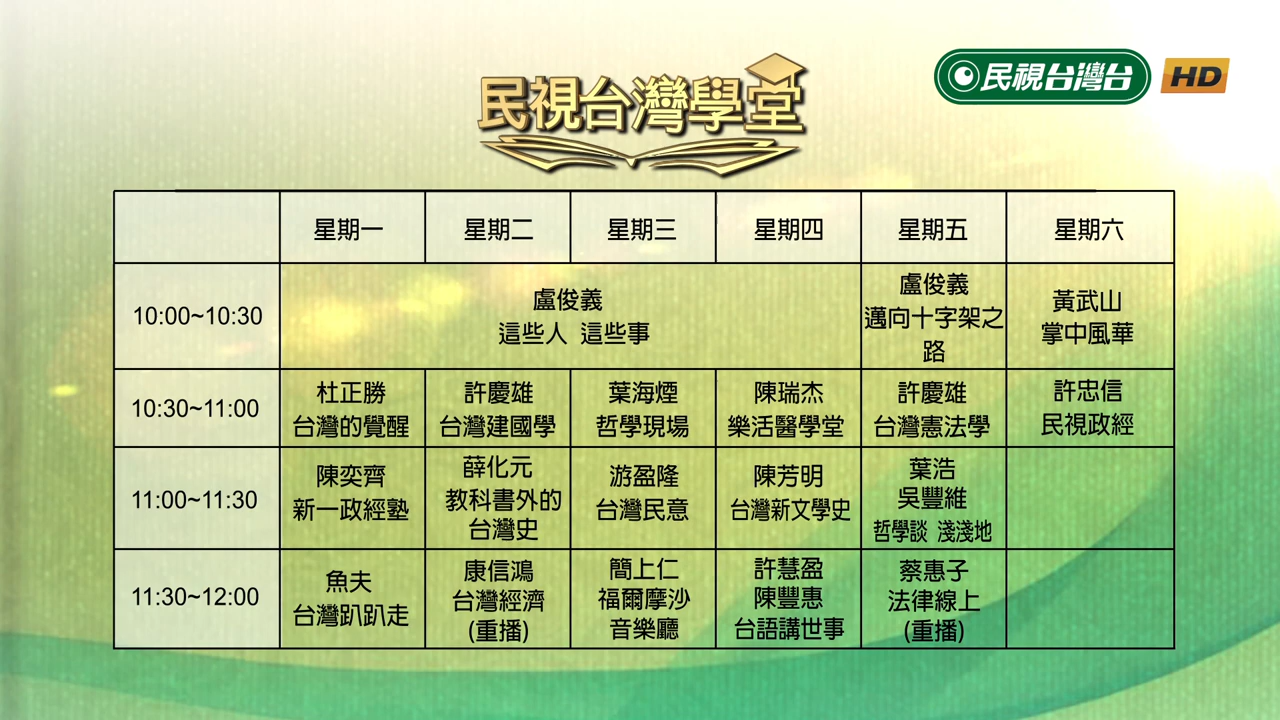 民視台灣學堂
民視台灣台 HD
星期一 星期二 星期三 星期四 星期五 星期六
10:00~10:30
盧俊義
這些人 這些事
盧俊義
邁向十字架之
路
黃武山
掌中風華
10:30~11:00
杜正勝
台灣的覺醒
許慶雄
台灣建國學
葉海煙
哲學現場
陳瑞杰
樂活醫學堂
許慶雄
台灣憲法學
許忠信
民視政經
11:00~11:30
陳奕齊
新一政經塾
薛化元
教科書外的
台灣史
游盈隆
台灣民意
陳芳明
台灣新文學史
葉浩
吳豐維
哲學談 淺淺地
11:30~12:00
魚夫
台灣趴趴走
康信鴻
台灣經濟
(重播)
簡上仁
福爾摩沙
音樂廳
許慧盈
陳豐惠
台語講世事
蔡惠子
法律線上
(重播)